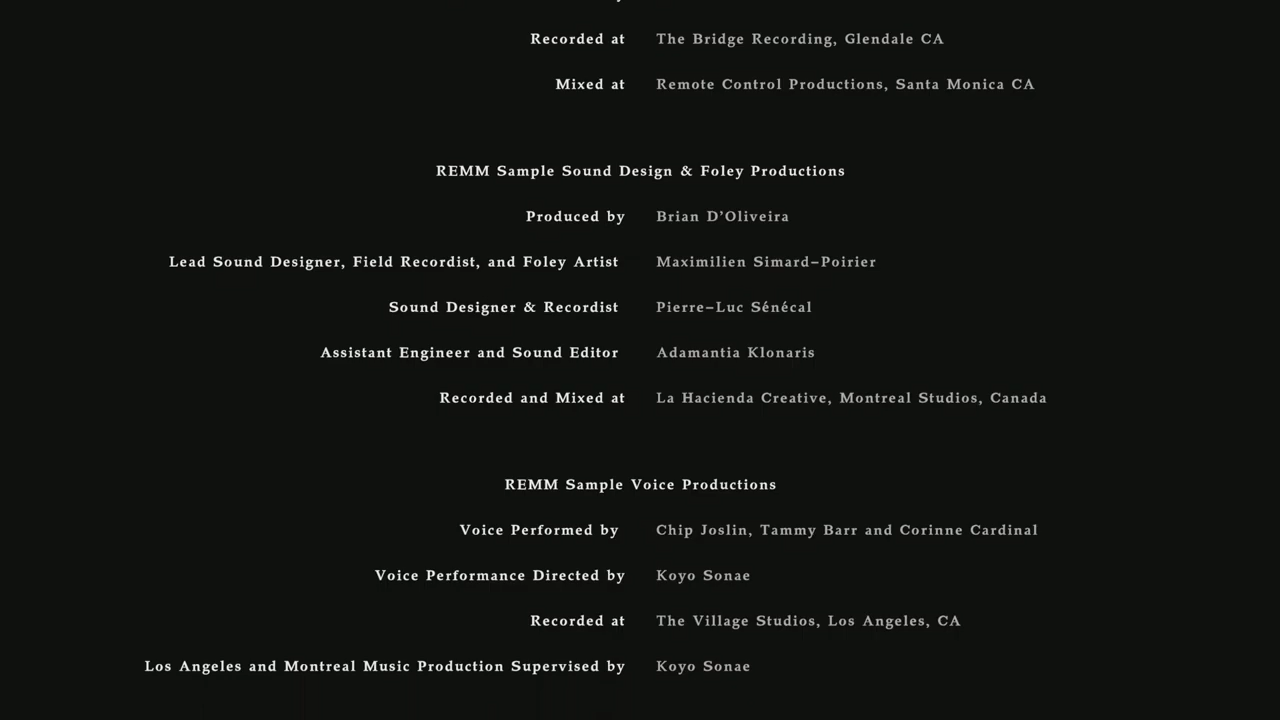 Recorded at The Bridge Recording, Glendale CA
Mixed at Remote Control Productions, Santa Monica CA
REMM Sample Sound Design & Foley Productions
Produced by Brian D’Oliveira
Lead Sound Designer, Field Recordist, and Foley Artist Maximilien Simard–Poirier
Sound Designer & Recordist Pierre–Luc Sénécal
Assistant Engineer and Sound Editor Adamantia Klonaris
Recorded and Mixed at La Hacienda Creative, Montreal Studios, Canada
REMM Sample Voice Productions
Voice Performed by Chip Joslin, Tammy Barr and Corinne Cardinal
Voice Performance Directed by Koyo Sonae
Recorded at The Village Studios, Los Angeles, CA
Los Angeles and Montreal Music Production Supervised by Koyo Sonae